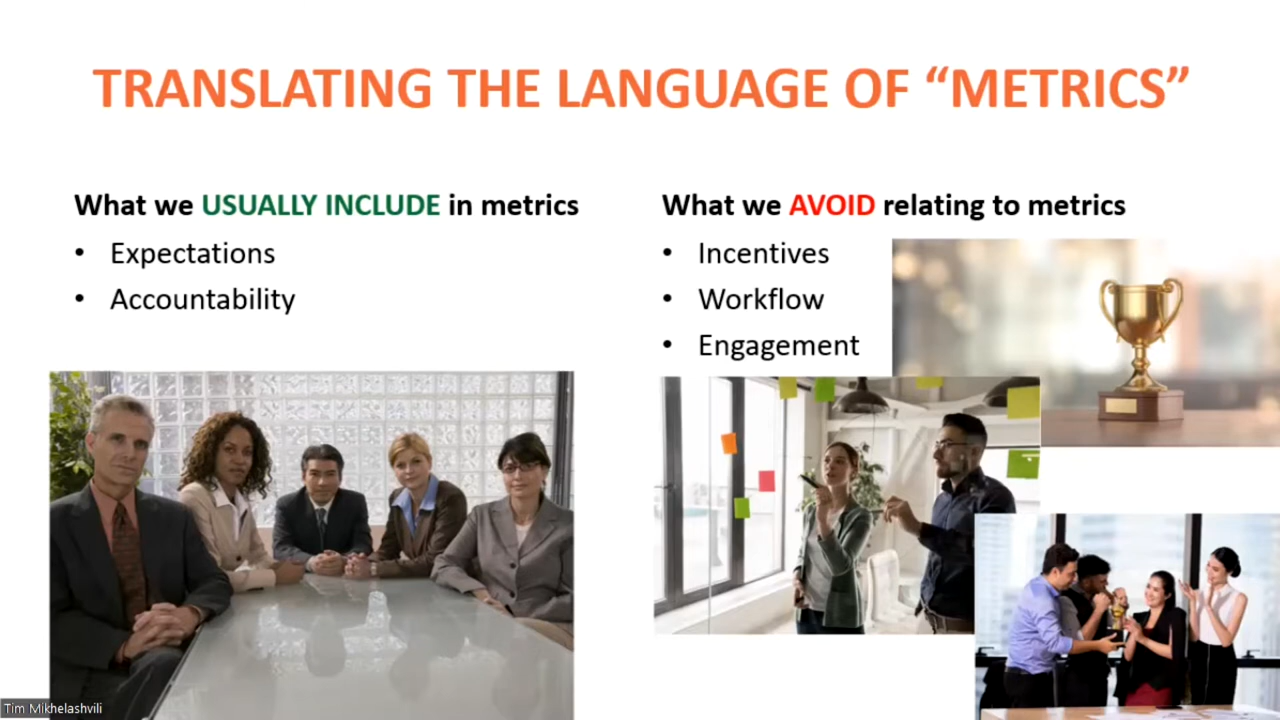 TRANSLATING THE LANGUAGE OF “METRICS”
What we USUALLY INCLUDE in metrics
• Expectations
• Accountability
What we AVOID relating to metrics
• Incentives
• Workflow
• Engagement
Tim Mikhelashvili